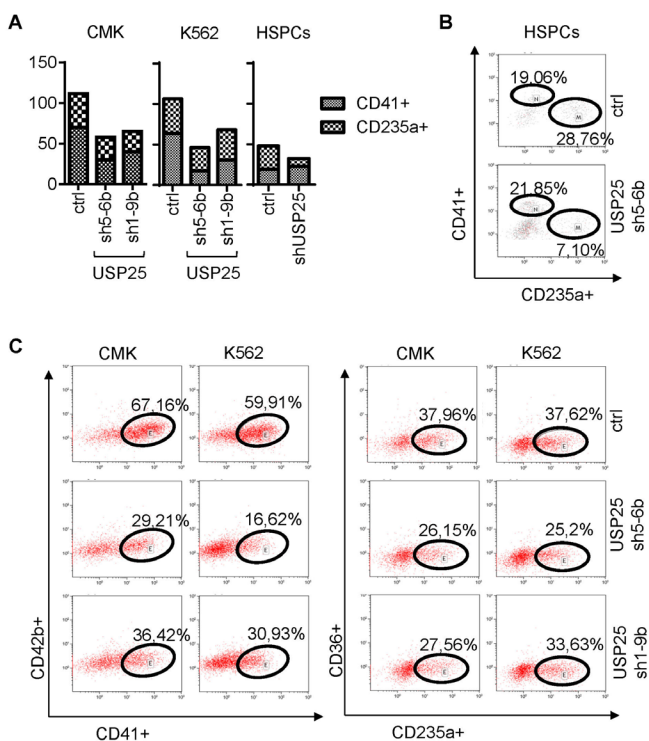 A
CMK
K562
HSPCs
150
100
50
0
CD41+
CD235a+
ctrl
sh5-6b
sh1-9b
ctrl
sh5-6b
sh1-9b
ctrl
shUSP25
USP25
USP25
B
HSPCs
19,06%
H
M
28,76%
ctrl
21,85%
H
M
7,10%
USP25
sh5-6b
CD41+
CD235a+
C
CMK
K562
CMK
K562
67,16%
59,91%
37,96%
37,62%
E
E
E
E
ctrl
29,21%
16,62%
26,15%
25,2%
E
E
E
E
USP25
sh5-6b
36,42%
30,93%
27,56%
33,63%
E
E
E
E
USP25
sh1-9b
CD42b+
CD36+
CD41+
CD235a+